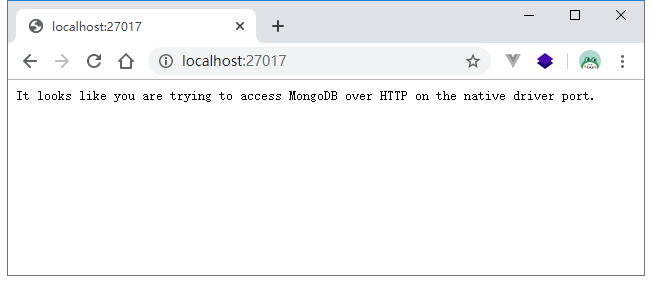 localhost:27017
localhost:27017
It looks like you are trying to access MongoDB over HTTP on the native driver port.